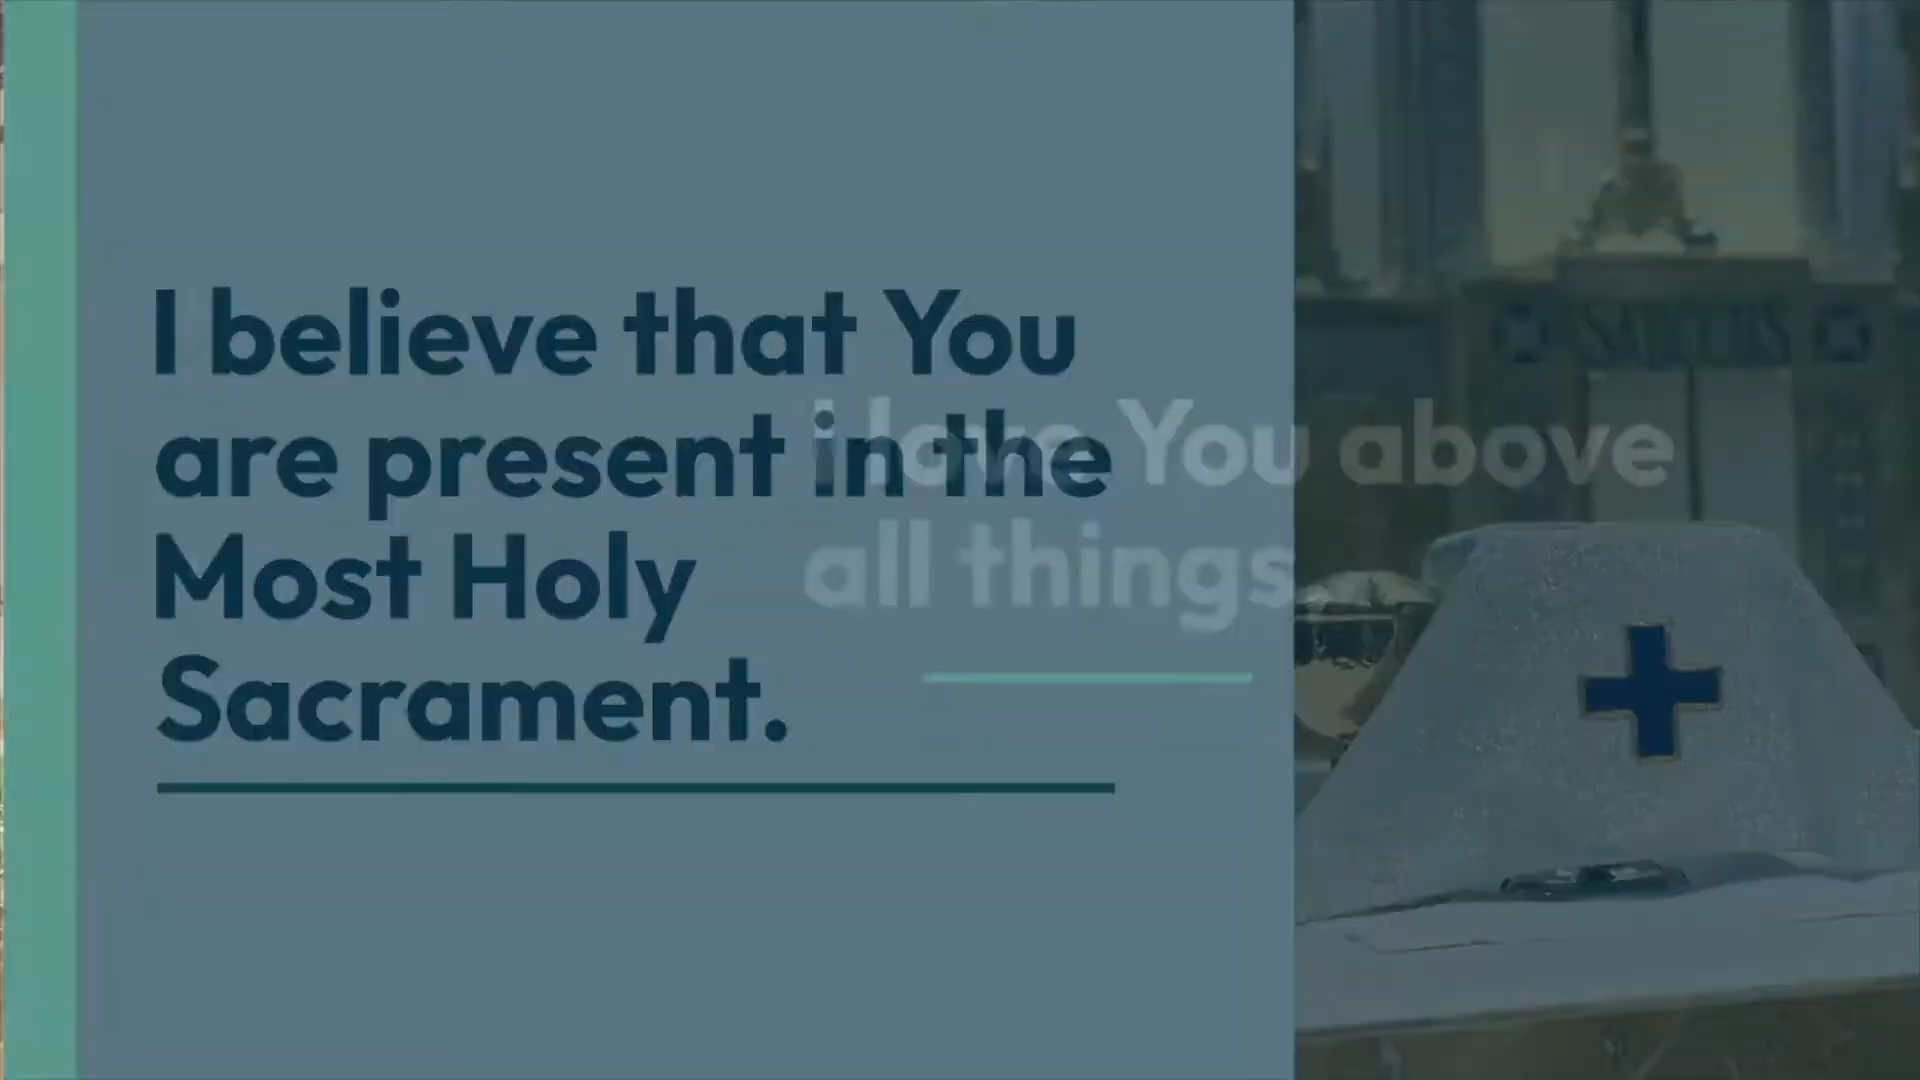 I believe that You
are present in the
Most Holy
Sacrament.
I love You above
all things,